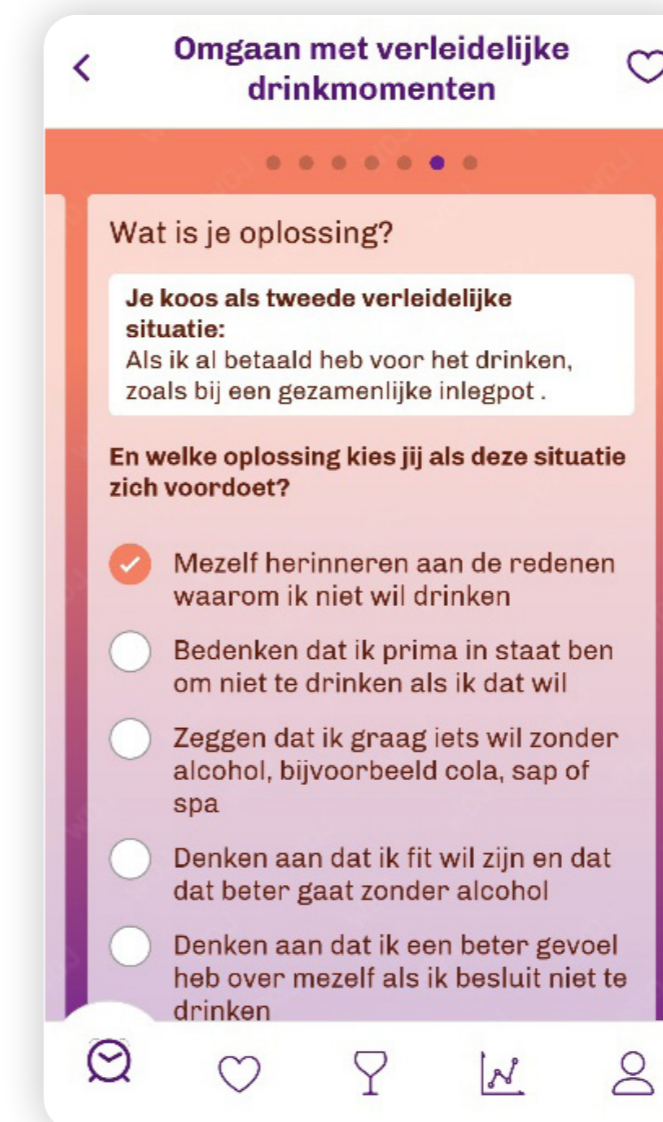 Omgaan met verleidelijke
drinkmomenten
Wat is je oplossing?
Je koos als tweede verleidelijke
situatie:
Als ik al betaald heb voor het drinken,
zoals bij een gezamenlijke inlegpot .
En welke oplossing kies jij als deze situatie
zich voordoet?
Mezelf herinneren aan de redenen
waarom ik niet wil drinken
Bedenken dat ik prima in staat ben
om niet te drinken als ik dat wil
Zeggen dat ik graag iets wil zonder
alcohol, bijvoorbeeld cola, sap of
spa
Denken aan dat ik fit wil zijn en dat
dat beter gaat zonder alcohol
Denken aan dat ik een beter gevoel
heb over mezelf als ik besluit niet te
drinken